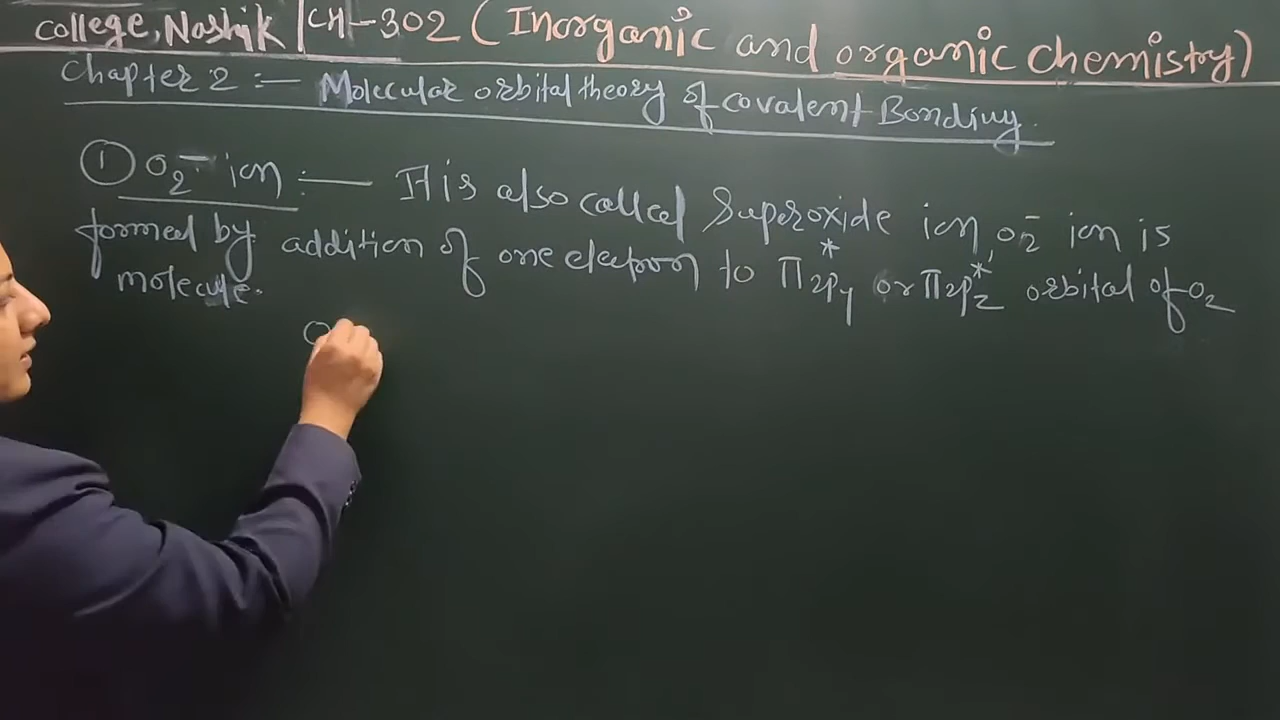 College, Nashik | CH-302 (Inorganic and organic chemistry)
Chapter 2 :- Molecular orbital theory of covalent Bonding.
① O₂⁻ ion :- It is also called Superoxide ion, O₂⁻ ion is
formed by addition of one electron to π*2py or π2p*z orbital of O₂
molecule.
O